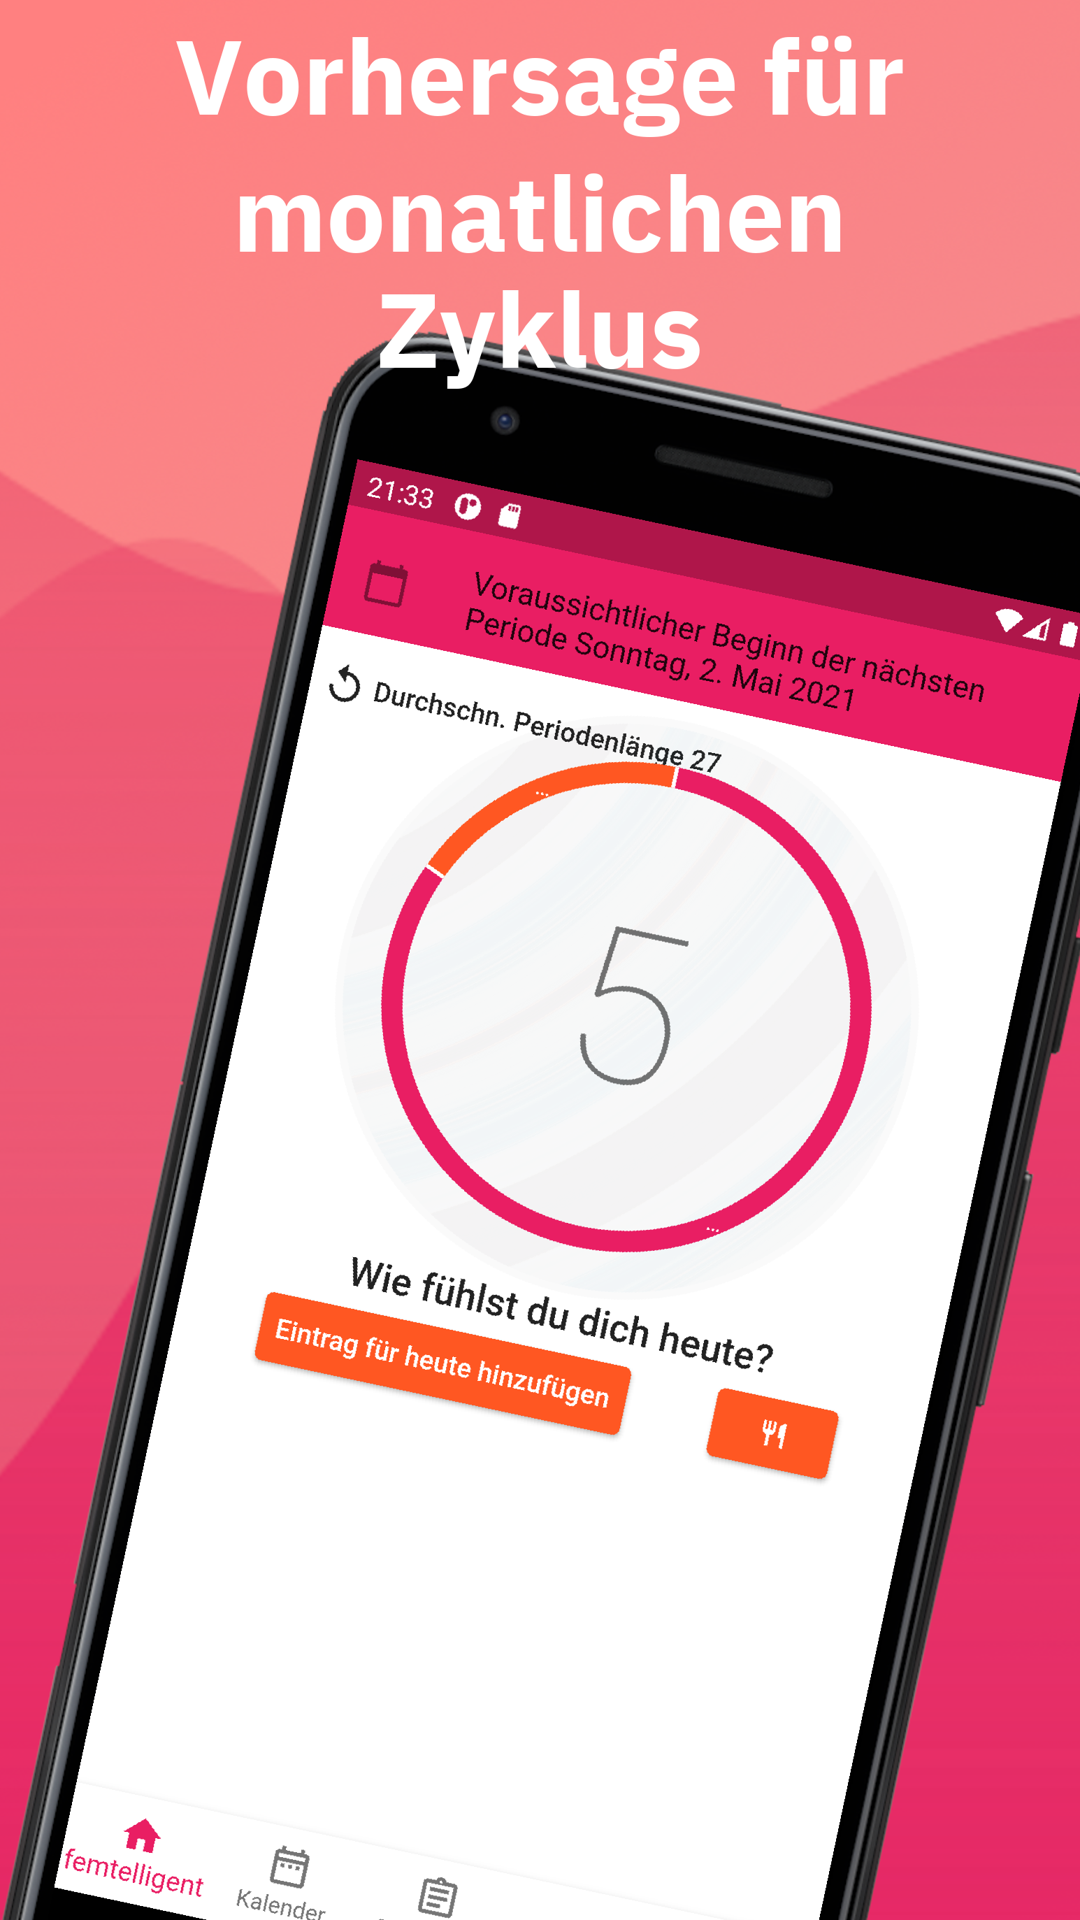 Vorhersage für
monatlichen
Zyklus
21:33
Voraussichtlicher Beginn der nächsten
Periode Sonntag, 2. Mai 2021
Durchschn. Periodenlänge 27
...
5
...
Wie fühlst du dich heute?
Eintrag für heute hinzufügen
femtelligent
Kalender